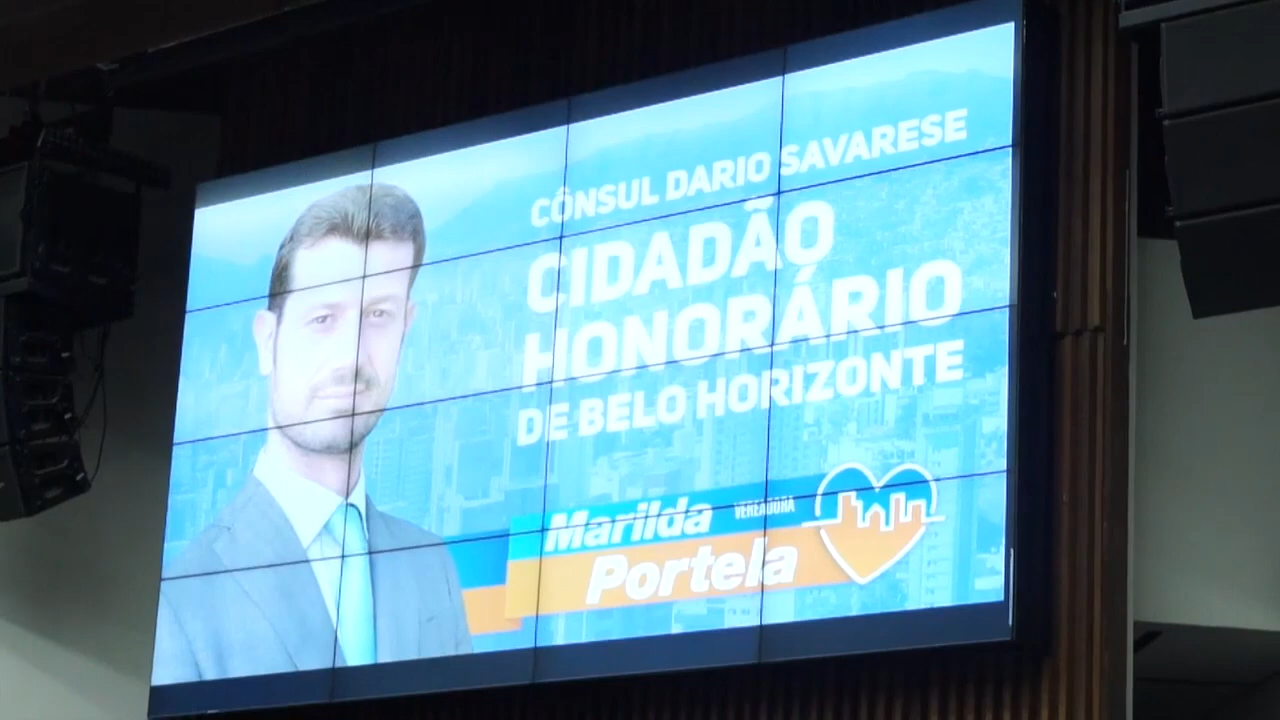 CÔNSUL DARIO SAVARESE
CIDADÃO
HONORÁRIO
DE BELO HORIZONTE
Marilda VEREADORA
Portela